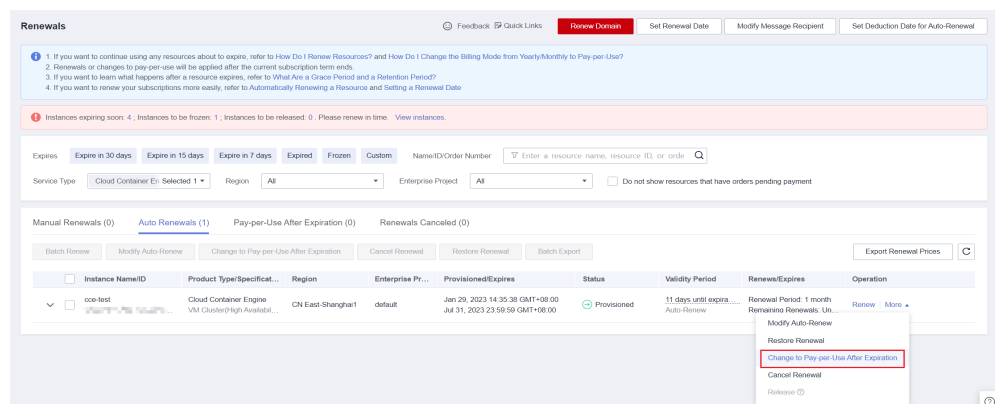 Renewals
Feedback Quick Links Renew Domain Set Renewal Date Modify Message Recipient Set Deduction Date for Auto-Renewal
1. If you want to continue using any resources about to expire, refer to How Do I Renew Resources? and How Do I Change the Billing Mode from Yearly/Monthly to Pay-per-Use?
2. Renewals or changes to pay-per-use will be applied after the current subscription term ends.
3. If you want to learn what happens after a resource expires, refer to What Are a Grace Period and a Retention Period?
4. If you want to renew your subscriptions more easily, refer to Automatically Renewing a Resource and Setting a Renewal Date
Instances expiring soon: 4 ; Instances to be frozen: 1 ; Instances to be released: 0 . Please renew in time. View instances.
Expires Expire in 30 days Expire in 15 days Expire in 7 days Expired Frozen Custom Name/ID/Order Number Enter a resource name, resource ID, or orde
Service Type Cloud Container En Selected 1 Region All Enterprise Project All Do not show resources that have orders pending payment
Manual Renewals (0) Auto Renewals (1) Pay-per-Use After Expiration (0) Renewals Canceled (0)
Batch Renew Modify Auto-Renew Change to Pay-per-Use After Expiration Cancel Renewal Restore Renewal Batch Export Export Renewal Prices
Instance Name/ID Product Type/Specificat... Region Enterprise Pr... Provisioned/Expires Status Validity Period Renews/Expires Operation
cce-test Cloud Container Engine CN East-Shanghai1 default Jan 29, 2023 14:35:38 GMT+08:00 Provisioned 11 days until expira... Renewal Period: 1 month Renew More
VM Cluster(High Availabil... Jul 31, 2023 23:59:59 GMT+08:00 Auto-Renew Remaining Renewals: Un...
Modify Auto-Renew
Restore Renewal
Change to Pay-per-Use After Expiration
Cancel Renewal
Release